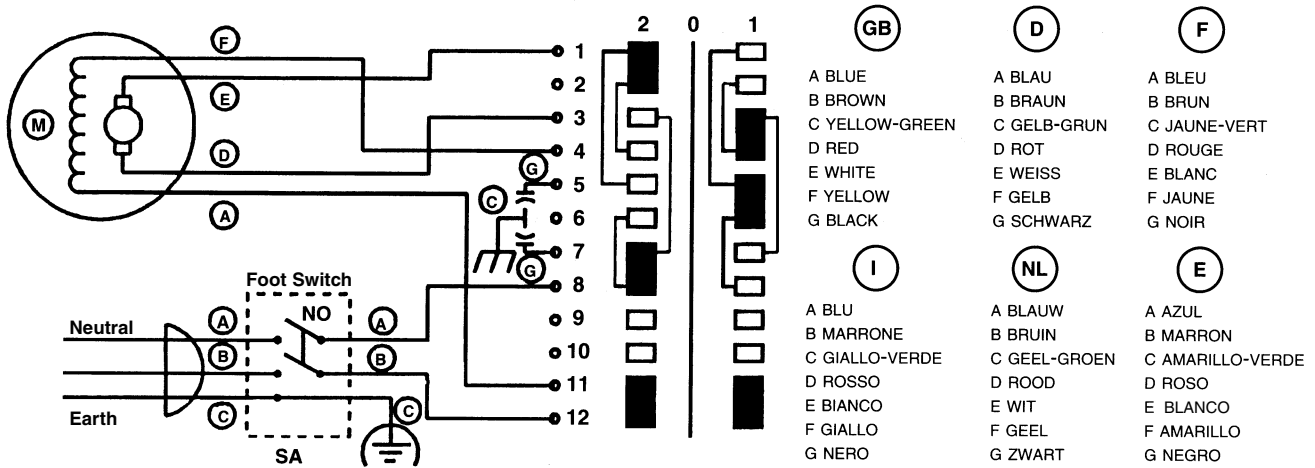 2 0 1
F
E
M
D
A
G
C
G
1
2
3
4
5
6
7
8
9
10
11
12
Foot Switch
NO
Neutral
A
A
B
B
Earth
C
C
SA
GB
A BLUE
B BROWN
C YELLOW-GREEN
D RED
E WHITE
F YELLOW
G BLACK
D
A BLAU
B BRAUN
C GELB-GRUN
D ROT
E WEISS
F GELB
G SCHWARZ
F
A BLEU
B BRUN
C JAUNE-VERT
D ROUGE
E BLANC
F JAUNE
G NOIR
I
A BLU
B MARRONE
C GIALLO-VERDE
D ROSSO
E BIANCO
F GIALLO
G NERO
NL
A BLAUW
B BRUIN
C GEEL-GROEN
D ROOD
E WIT
F GEEL
G ZWART
E
A AZUL
B MARRON
C AMARILLO-VERDE
D ROSO
E BLANCO
F AMARILLO
G NEGRO